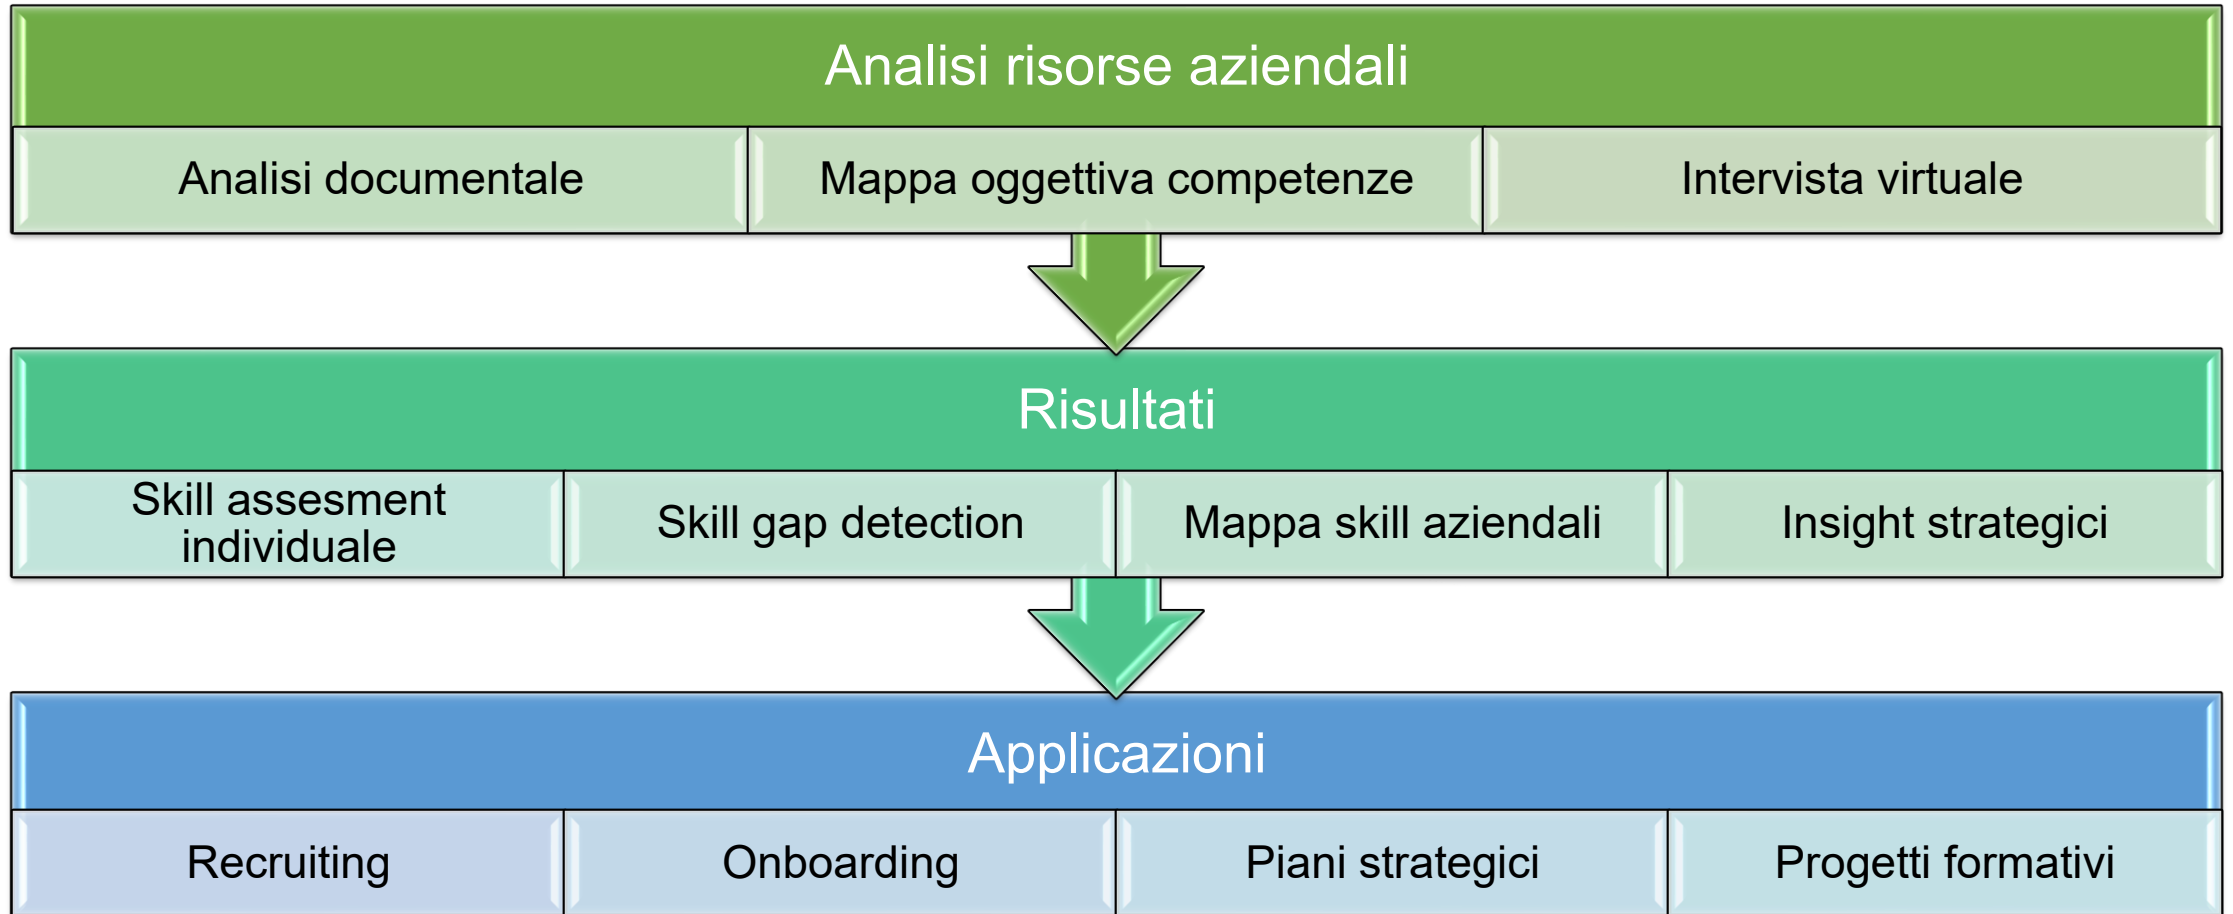 Analisi risorse aziendali
Analisi documentale
Mappa oggettiva competenze
Intervista virtuale
Risultati
Skill assesment
individuale
Skill gap detection
Mappa skill aziendali
Insight strategici
Applicazioni
Recruiting
Onboarding
Piani strategici
Progetti formativi